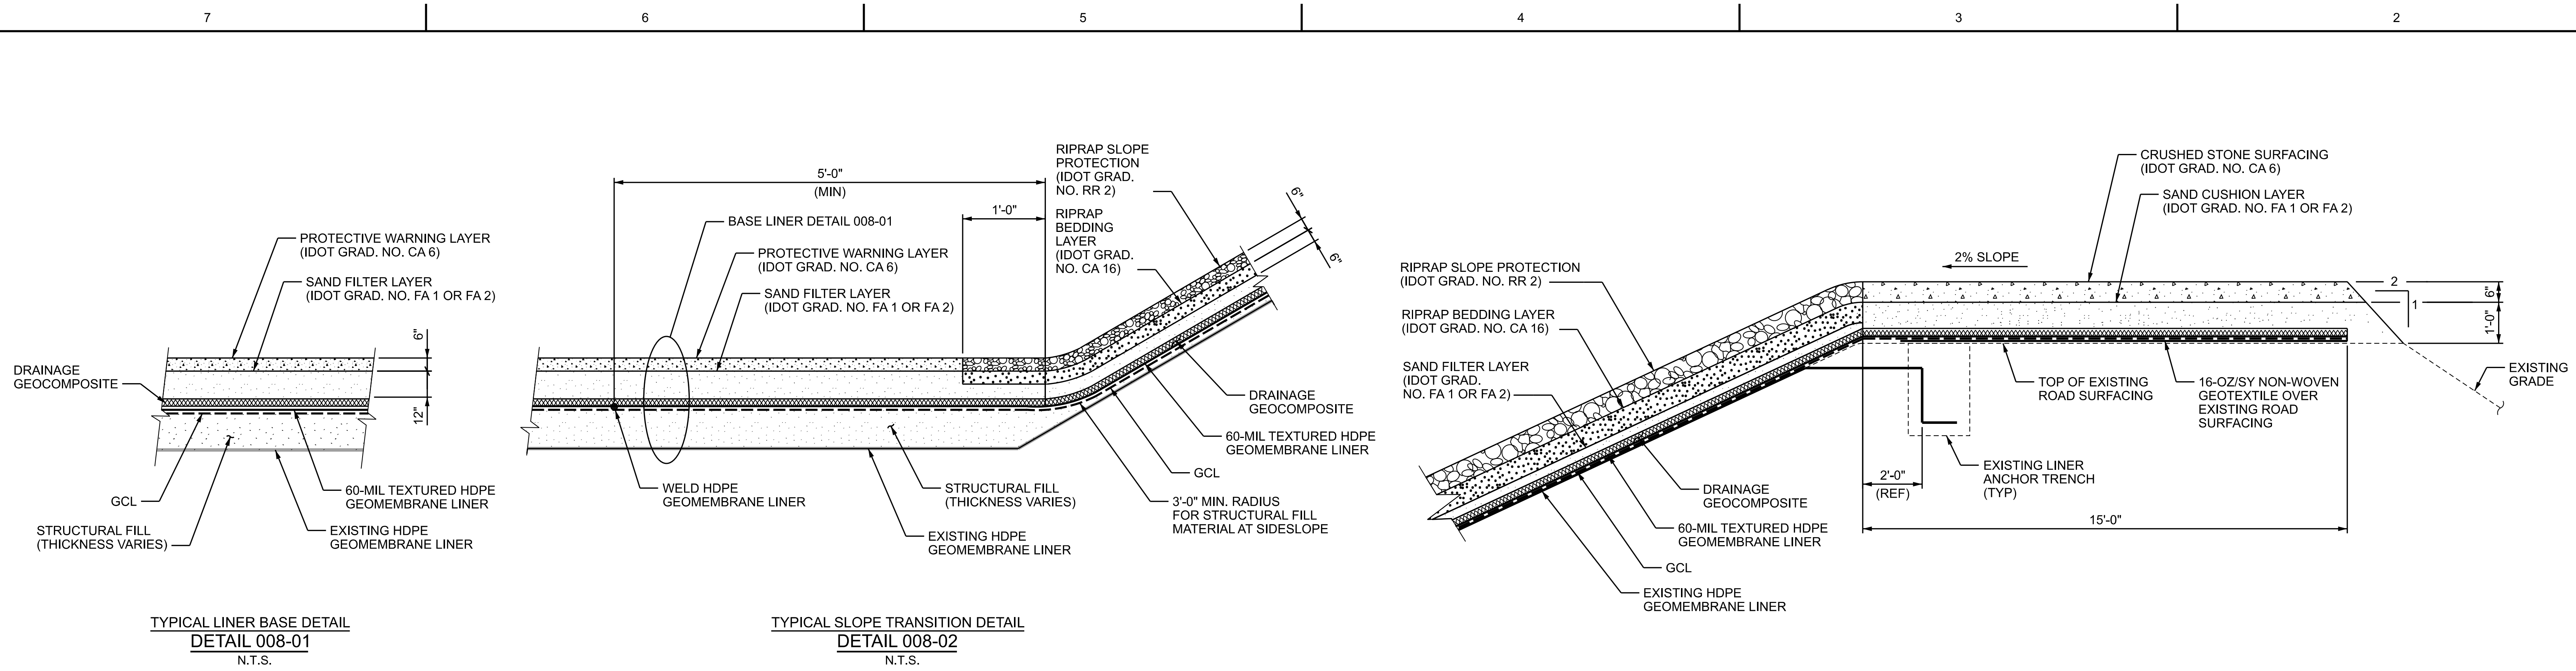 7
6
5
4
3
2
PROTECTIVE WARNING LAYER
(IDOT GRAD. NO. CA 6)
SAND FILTER LAYER
(IDOT GRAD. NO. FA 1 OR FA 2)
6"
12"
DRAINAGE
GEOCOMPOSITE
GCL
60-MIL TEXTURED HDPE
GEOMEMBRANE LINER
STRUCTURAL FILL
(THICKNESS VARIES)
EXISTING HDPE
GEOMEMBRANE LINER
TYPICAL LINER BASE DETAIL
DETAIL 008-01
N.T.S.
5'-0"
(MIN)
1'-0"
BASE LINER DETAIL 008-01
PROTECTIVE WARNING LAYER
(IDOT GRAD. NO. CA 6)
SAND FILTER LAYER
(IDOT GRAD. NO. FA 1 OR FA 2)
RIPRAP SLOPE
PROTECTION
(IDOT GRAD.
NO. RR 2)
RIPRAP
BEDDING
LAYER
(IDOT GRAD.
NO. CA 16)
6"
6"
DRAINAGE
GEOCOMPOSITE
60-MIL TEXTURED HDPE
GEOMEMBRANE LINER
GCL
3'-0" MIN. RADIUS
FOR STRUCTURAL FILL
MATERIAL AT SIDESLOPE
WELD HDPE
GEOMEMBRANE LINER
STRUCTURAL FILL
(THICKNESS VARIES)
EXISTING HDPE
GEOMEMBRANE LINER
TYPICAL SLOPE TRANSITION DETAIL
DETAIL 008-02
N.T.S.
CRUSHED STONE SURFACING
(IDOT GRAD. NO. CA 6)
SAND CUSHION LAYER
(IDOT GRAD. NO. FA 1 OR FA 2)
2% SLOPE
RIPRAP SLOPE PROTECTION
(IDOT GRAD. NO. RR 2)
RIPRAP BEDDING LAYER
(IDOT GRAD. NO. CA 16)
SAND FILTER LAYER
(IDOT GRAD.
NO. FA 1 OR FA 2)
2
1
6"
1'-0"
EXISTING
GRADE
TOP OF EXISTING
ROAD SURFACING
16-OZ/SY NON-WOVEN
GEOTEXTILE OVER
EXISTING ROAD
SURFACING
EXISTING LINER
ANCHOR TRENCH
(TYP)
2'-0"
(REF)
15'-0"
DRAINAGE
GEOCOMPOSITE
60-MIL TEXTURED HDPE
GEOMEMBRANE LINER
GCL
EXISTING HDPE
GEOMEMBRANE LINER